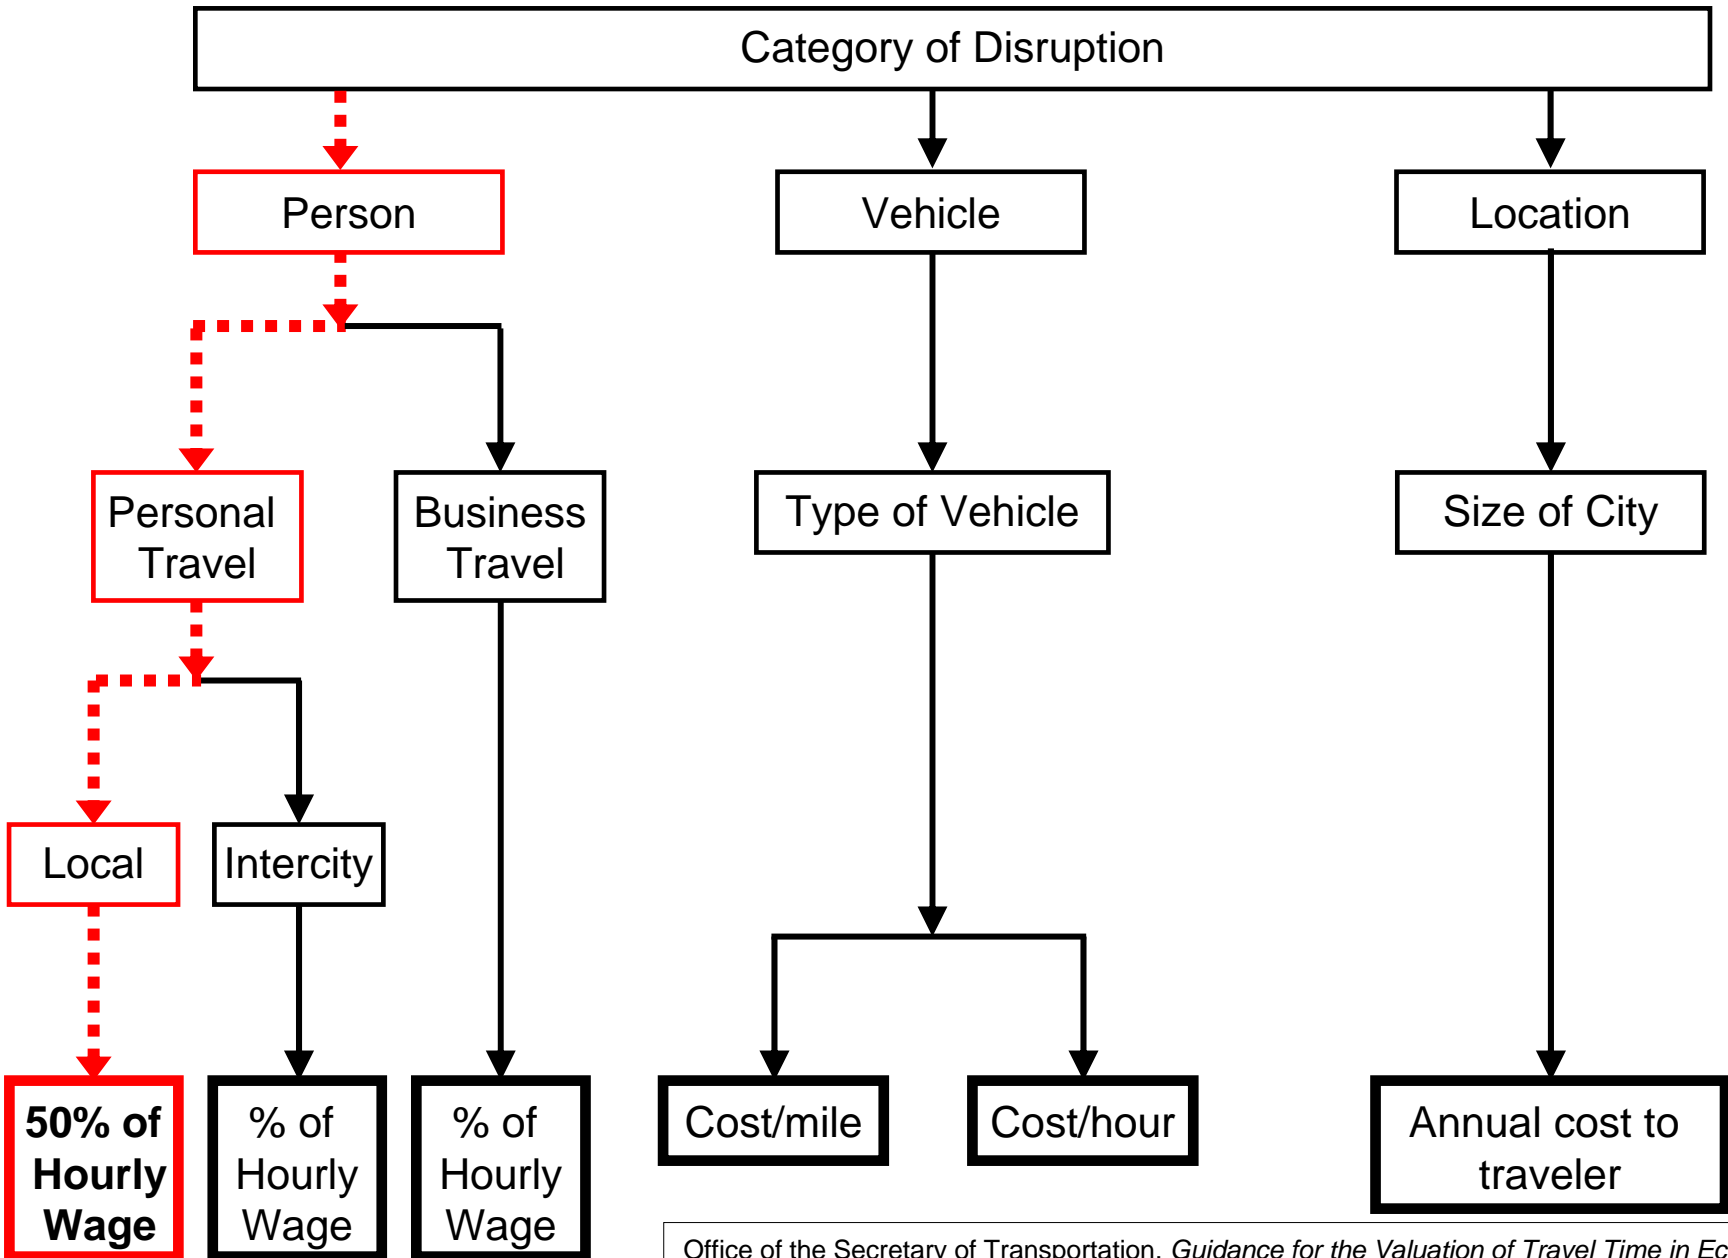 Category of Disruption
Person
Vehicle
Location
Personal
Travel
Business
Travel
Type of Vehicle
Size of City
Local
Intercity
50% of
Hourly
Wage
% of
Hourly
Wage
% of
Hourly
Wage
Cost/mile
Cost/hour
Annual cost to
traveler
Office of the Secretary of Transportation, Guidance for the Valuation of Travel Time in